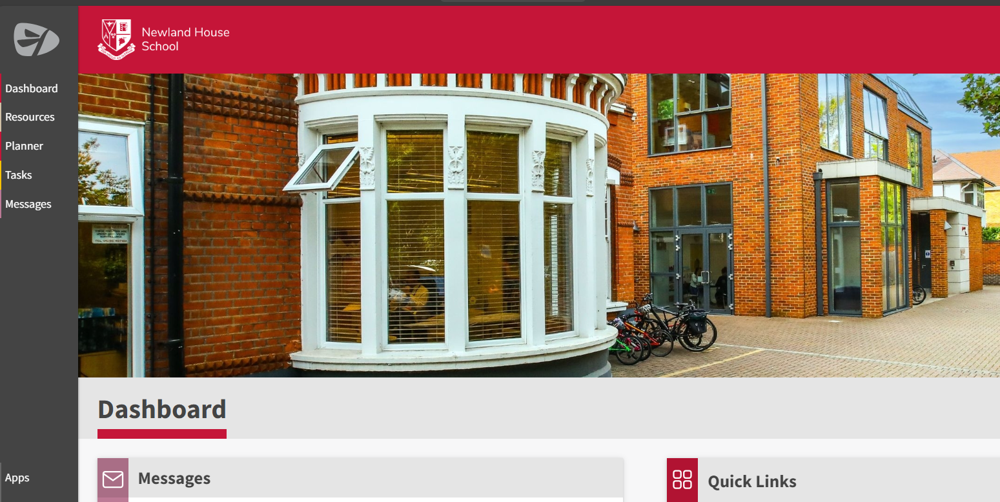 Newland House
School
Dashboard
Resources
Planner
Tasks
Messages
Apps
Dashboard
Messages
Quick Links